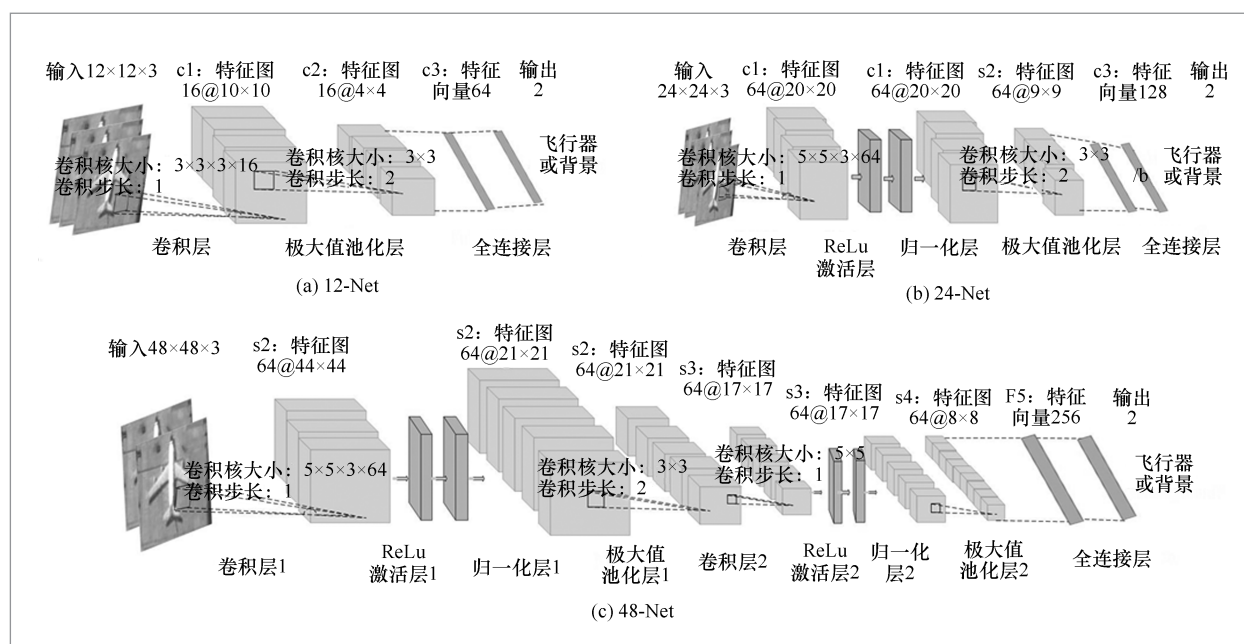 输入12×12×3
c1：特征图
16@10×10
c2：特征图
16@4×4
c3：特征
向量64
输出
2
卷积核大小：3×3×3×16
卷积步长：1
卷积核大小：3×3
卷积步长：2
飞行器
或背景
卷积层
极大值池化层
全连接层
(a) 12-Net
输入
24×24×3
c1：特征图
64@20×20
c1：特征图
64@20×20
s2：特征图
64@9×9
c3：特征
向量128
输出
2
卷积核大小：5×5×3×64
卷积步长：1
卷积核大小：3×3
卷积步长：2
/b
飞行器
或背景
卷积层
ReLu
激活层
归一化层
极大值池化层
全连接层
(b) 24-Net
输入48×48×3
s2：特征图
64@44×44
s2：特征图
64@21×21
s2：特征图
64@21×21
s3：特征图
64@17×17
s3：特征图
64@17×17
s4：特征图
64@8×8
F5：特征
向量256
输出
2
卷积核大小：5×5×3×64
卷积步长：1
卷积核大小：3×3
卷积步长：2
卷积核大小：5×5
卷积步长：1
飞行器
或背景
卷积层1
ReLu
激活层1
归一化层1
极大值
池化层1
卷积层2
ReLu
激活层2
归一化
层2
极大值
池化层2
全连接层
(c) 48-Net